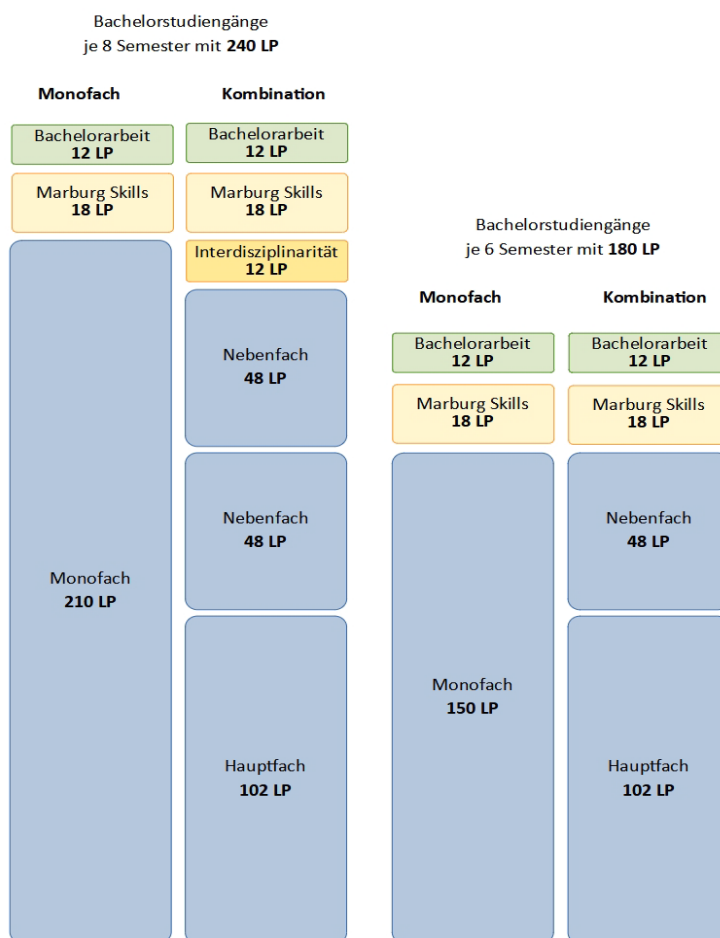 Bachelorstudiengänge
je 8 Semester mit 240 LP
Monofach
Bachelorarbeit
12 LP
Marburg Skills
18 LP
Monofach
210 LP
Kombination
Bachelorarbeit
12 LP
Marburg Skills
18 LP
Interdisziplinarität
12 LP
Nebenfach
48 LP
Nebenfach
48 LP
Hauptfach
102 LP
Bachelorstudiengänge
je 6 Semester mit 180 LP
Monofach
Bachelorarbeit
12 LP
Marburg Skills
18 LP
Monofach
150 LP
Kombination
Bachelorarbeit
12 LP
Marburg Skills
18 LP
Nebenfach
48 LP
Hauptfach
102 LP